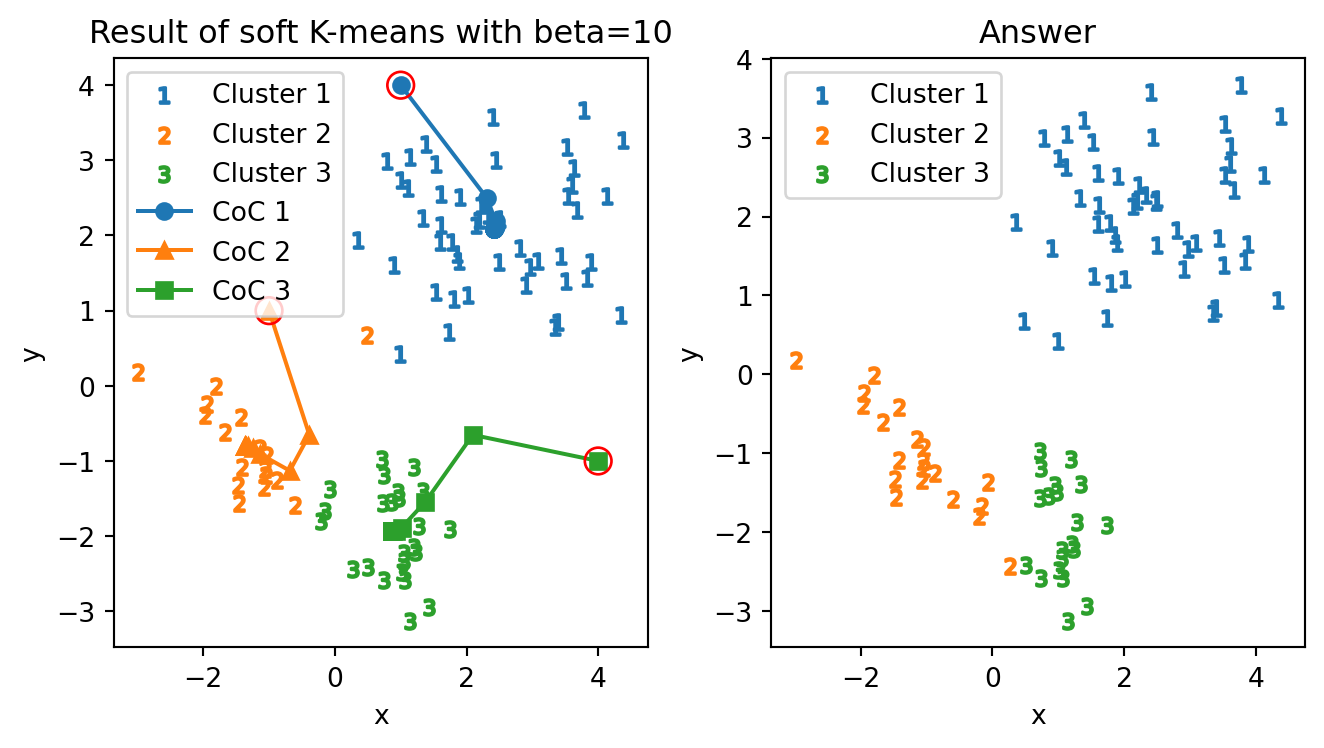 Result of soft K-means with beta=10
Cluster 1
Cluster 2
Cluster 3
CoC 1
CoC 2
CoC 3
4
3
2
1
0
−1
−2
−3
y
−2
0
2
4
x
Answer
Cluster 1
Cluster 2
Cluster 3
4
3
2
1
0
−1
−2
−3
y
−2
0
2
4
x